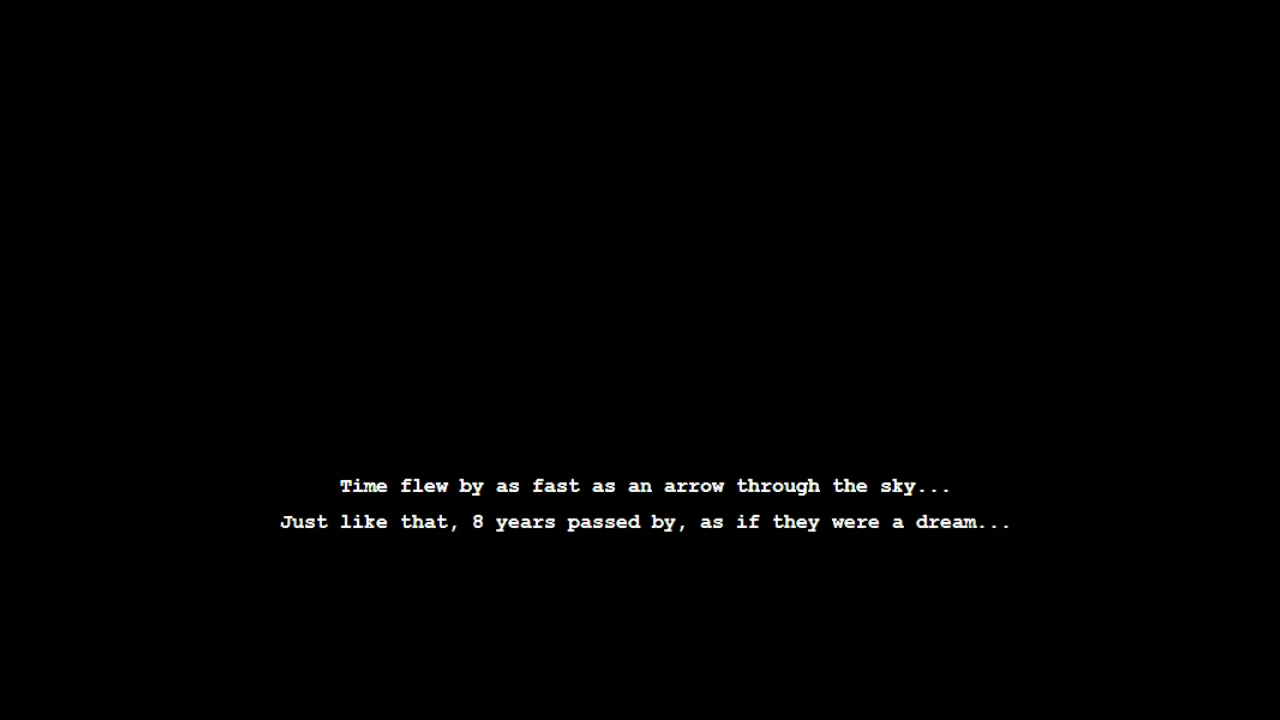 Time flew by as fast as an arrow through the sky...
Just like that, 8 years passed by, as if they were a dream...